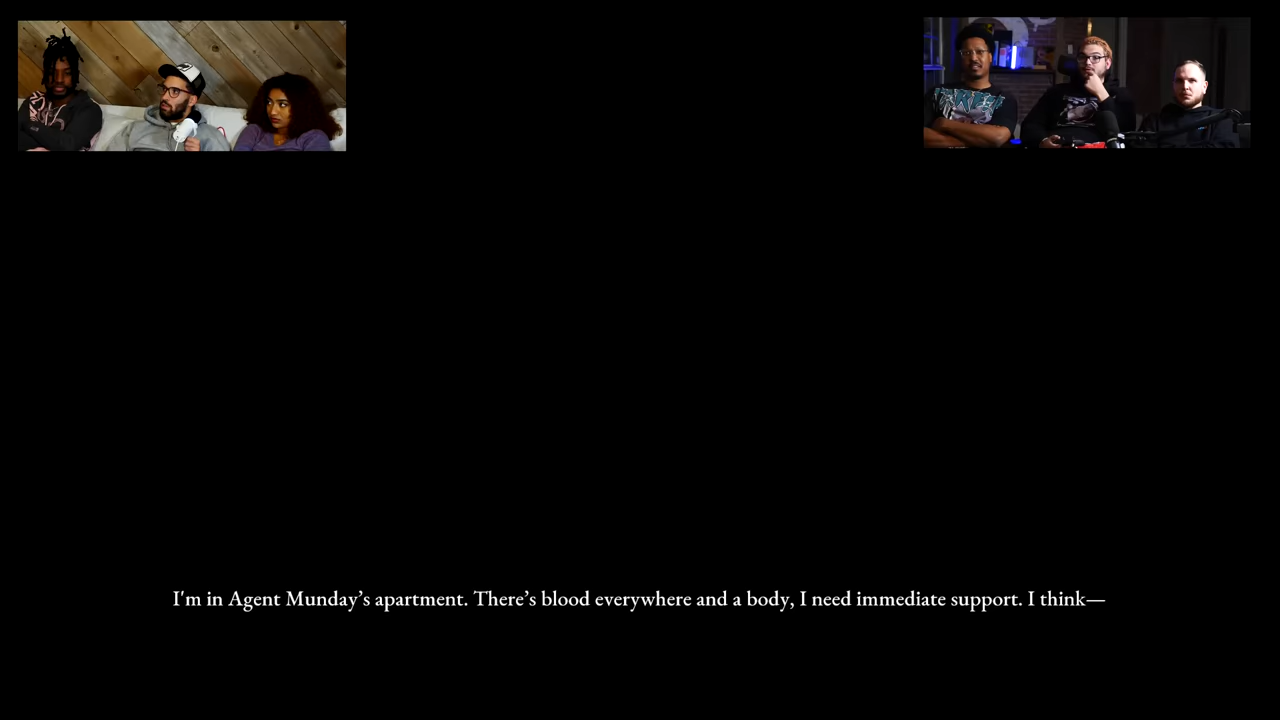 I'm in Agent Munday’s apartment. There’s blood everywhere and a body, I need immediate support. I think—